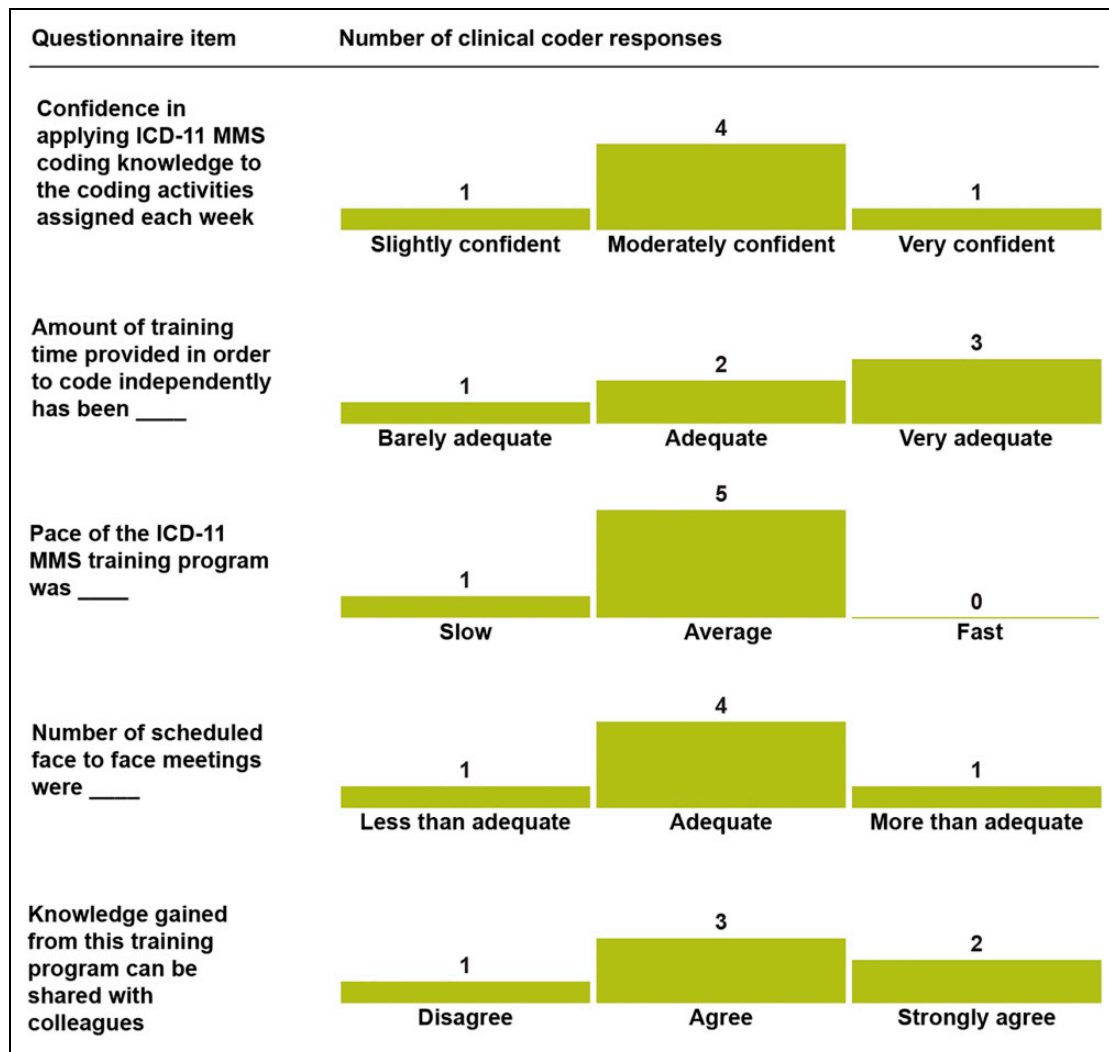 Questionnaire item
Number of clinical coder responses
Confidence in
applying ICD-11 MMS
coding knowledge to
the coding activities
assigned each week
1
4
1
Slightly confident
Moderately confident
Very confident
Amount of training
time provided in order
to code independently
has been ____
1
2
3
Barely adequate
Adequate
Very adequate
Pace of the ICD-11
MMS training program
was ____
1
5
0
Slow
Average
Fast
Number of scheduled
face to face meetings
were ____
1
4
1
Less than adequate
Adequate
More than adequate
Knowledge gained
from this training
program can be
shared with
colleagues
1
3
2
Disagree
Agree
Strongly agree